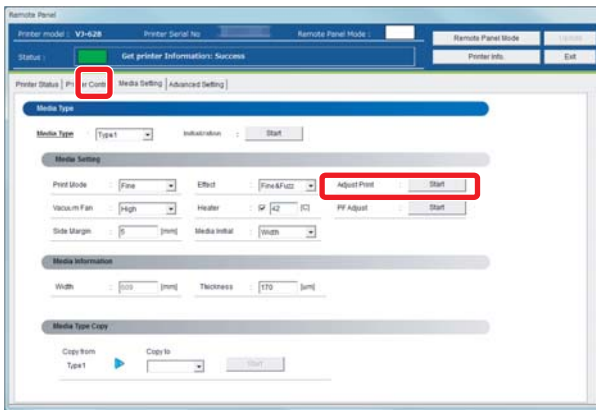 Remote Panel
Printer model : VJ-628 Printer Serial No Remote Panel Mode : Remote Panel Mode Update
Status : Get printer Information: Success Printer Info. Exit
Printer Status Pr er Contr Media Setting Advanced Setting
Media Type
Media Type : Type1 Initialization : Start
Media Setting
Print Mode : Fine Effect : Fine&Fuzz Adjust Print : Start
Vacuum Fan : High Heater : 42 [C] PF Adjust : Start
Side Margin : 5 [mm] Media Initial : Width
Media Information
Width : [mm] Thickness : 170 [um]
Media Type Copy
Copy from Copy to
Type1 Start